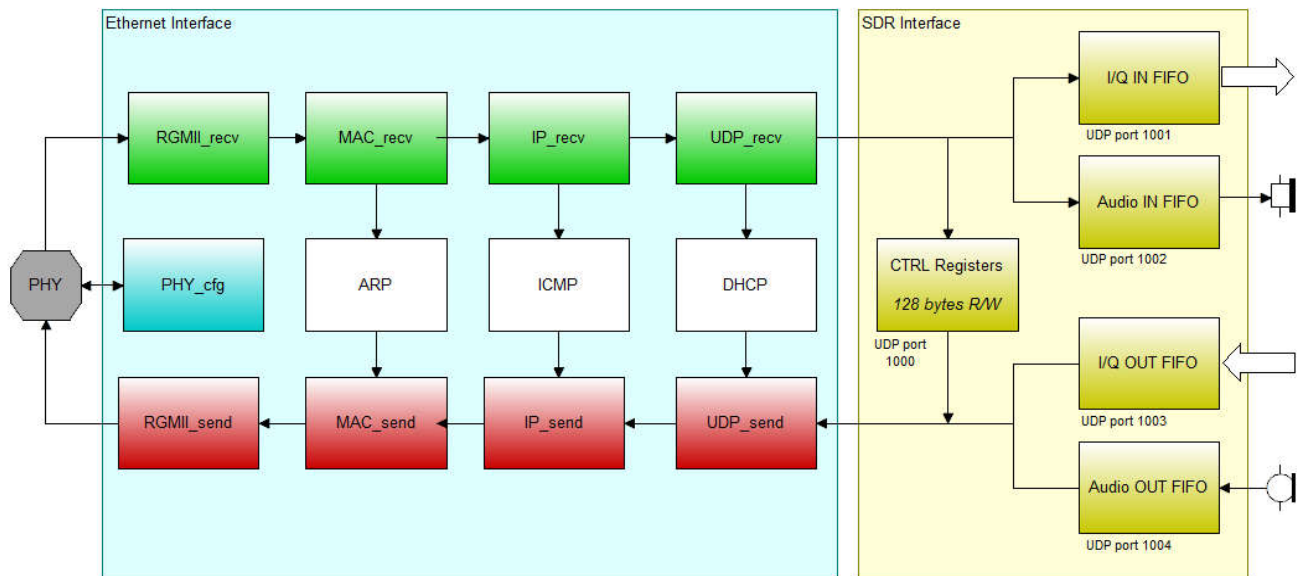 Ethernet Interface
SDR Interface
RGMII_recv
MAC_recv
IP_recv
UDP_recv
I/Q IN FIFO
UDP port 1001
Audio IN FIFO
UDP port 1002
PHY
PHY_cfg
ARP
ICMP
DHCP
CTRL Registers
128 bytes R/W
UDP port
1000
I/Q OUT FIFO
UDP port 1003
RGMII_send
MAC_send
IP_send
UDP_send
Audio OUT FIFO
UDP port 1004